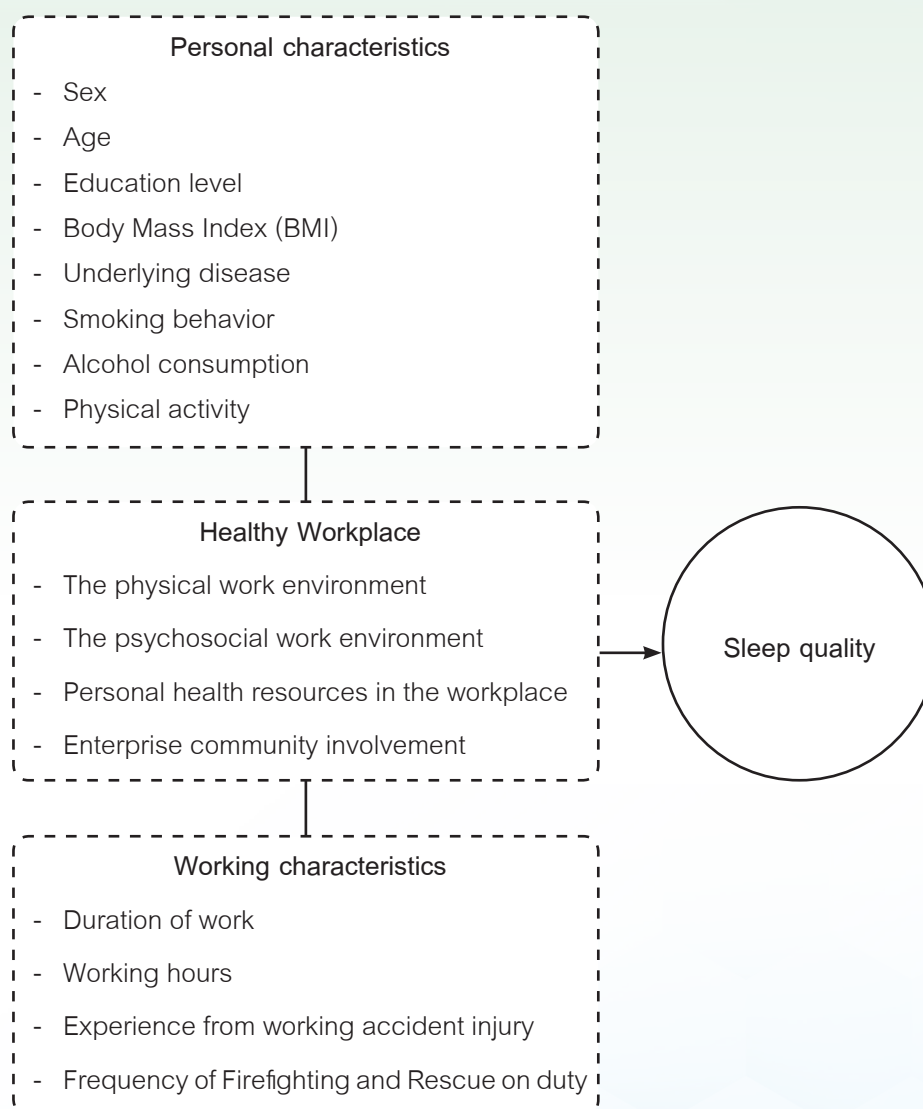 Personal characteristics
- Sex
- Age
- Education level
- Body Mass Index (BMI)
- Underlying disease
- Smoking behavior
- Alcohol consumption
- Physical activity
Healthy Workplace
- The physical work environment
- The psychosocial work environment
- Personal health resources in the workplace
- Enterprise community involvement
Sleep quality
Working characteristics
- Duration of work
- Working hours
- Experience from working accident injury
- Frequency of Firefighting and Rescue on duty